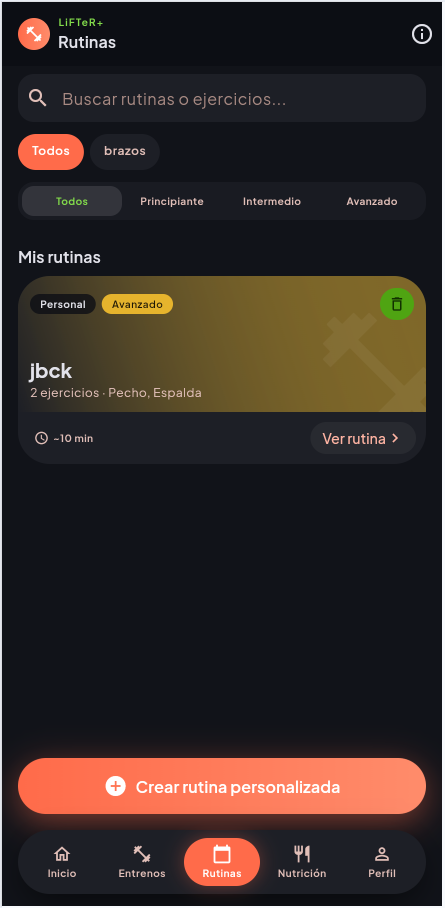 LiFTeR+
Rutinas
Buscar rutinas o ejercicios...
Todos
brazos
Todos
Principiante
Intermedio
Avanzado
Mis rutinas
Personal
Avanzado
jbck
2 ejercicios · Pecho, Espalda
~10 min
Ver rutina
Crear rutina personalizada
Inicio
Entrenos
Rutinas
Nutrición
Perfil